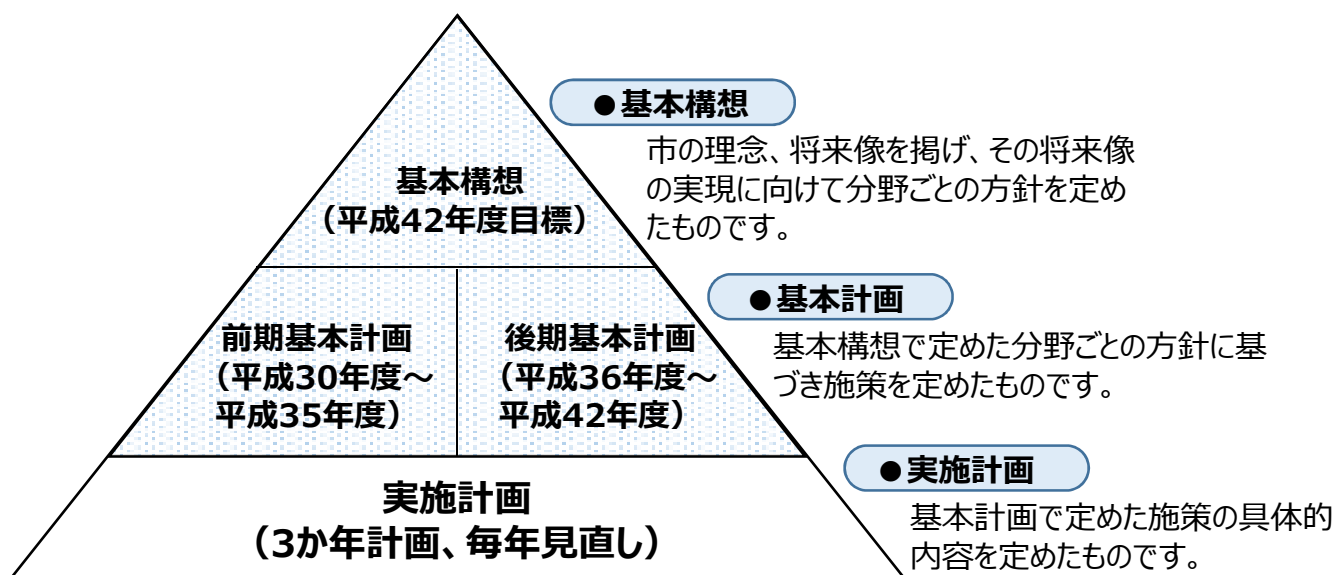 ●基本構想
市の理念、将来像を掲げ、その将来像
の実現に向けて分野ごとの方針を定め
たものです。
基本構想
（平成42年度目標）
●基本計画
基本構想で定めた分野ごとの方針に基
づき施策を定めたものです。
前期基本計画
（平成30年度～
平成35年度）
後期基本計画
（平成36年度～
平成42年度）
●実施計画
基本計画で定めた施策の具体的
内容を定めたものです。
実施計画
（3か年計画、毎年見直し）